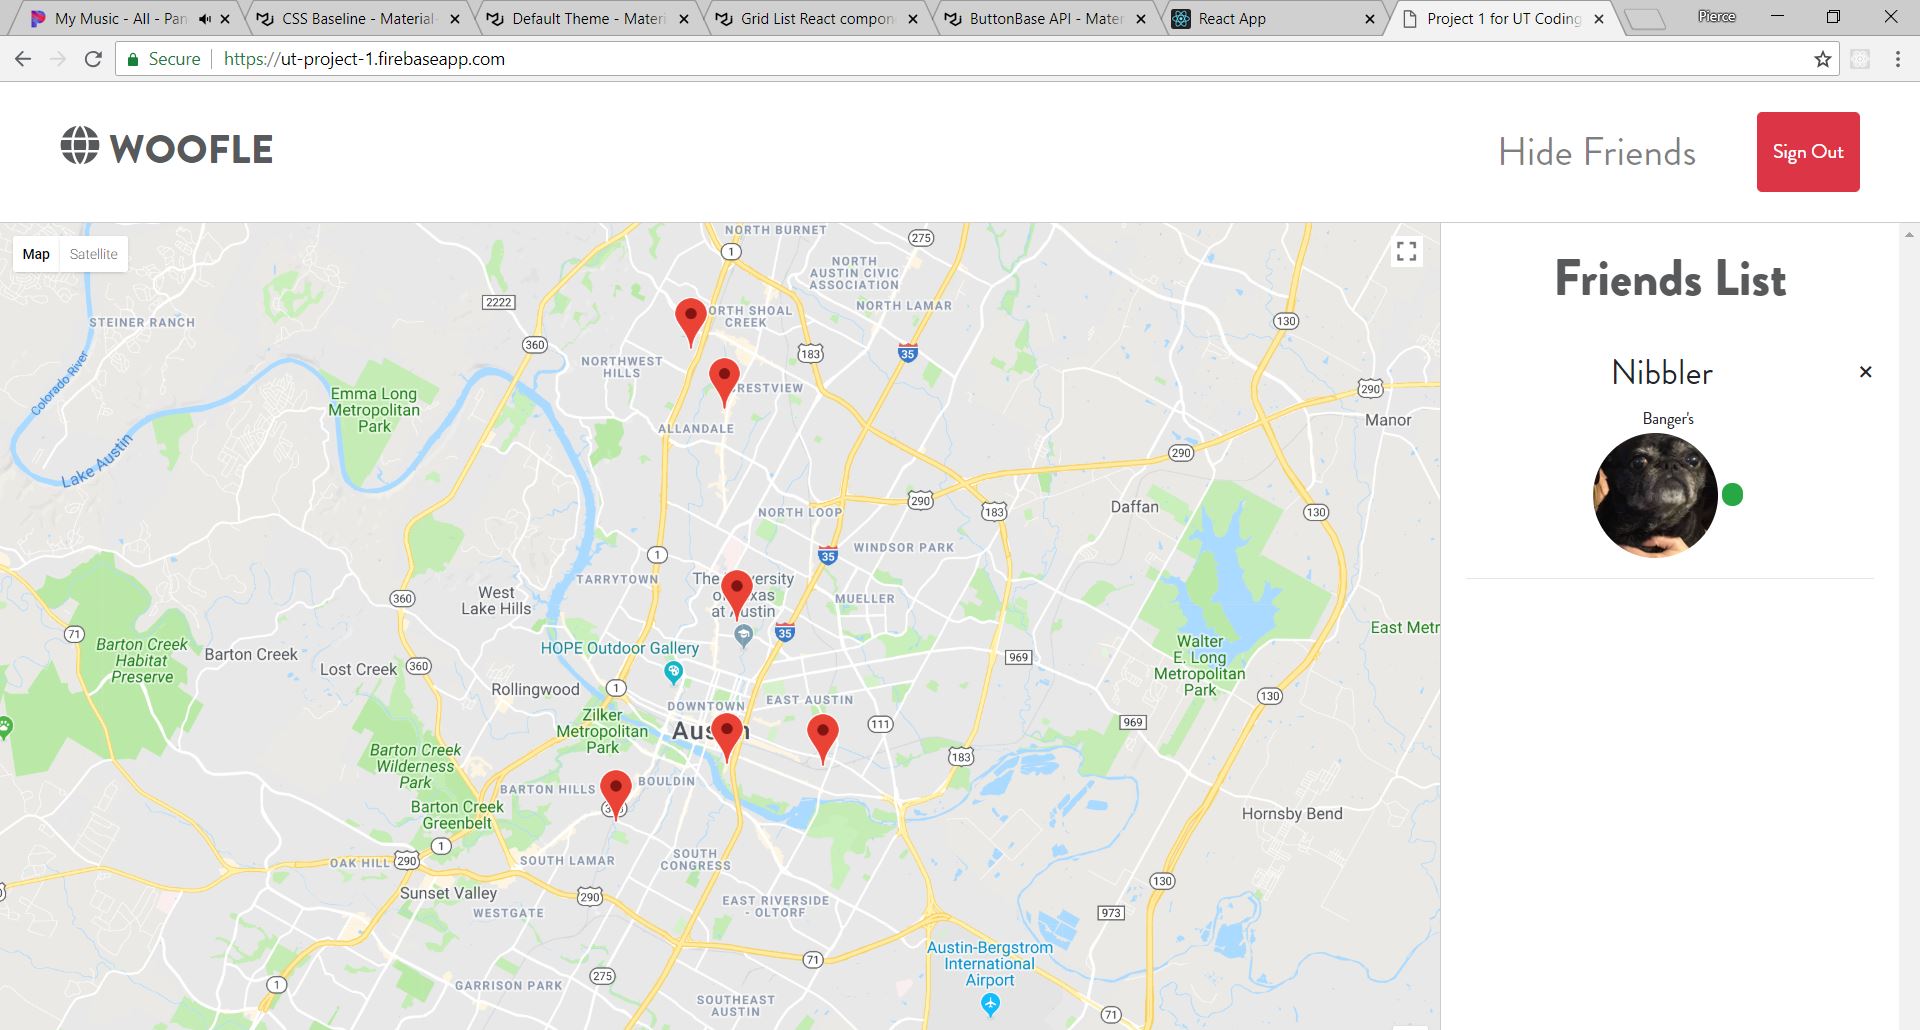 My Music - All - Pan
CSS Baseline - Material-
Default Theme - Materi
Grid List React compon
ButtonBase API - Mater
React App
Project 1 for UT Coding
Pierce
Secure
https://ut-project-1.firebaseapp.com
WOOFLE
Hide Friends
Sign Out
Map
Satellite
NORTH BURNET
275
1
NORTH
AUSTIN CIVIC
ASSOCIATION
2222
NORTH LAMAR
STEINER RANCH
ORTH SHOAL
CREEK
130
360
NORTHWEST
HILLS
183
35
Colorado River
RESTVIEW
290
Emma Long
Metropolitan
Park
Manor
ALLANDALE
Lake Austin
290
290
183
NORTH LOOP
Daffan
130
1
35
WINDSOR PARK
TARRYTOWN
The
versity
of
xas
at Austin
West
Lake Hills
360
MUELLER
71
35
East Metr
Barton Creek
Habitat
Preserve
Barton Creek
HOPE Outdoor Gallery
Walter
E. Long
Metropolitan
Park
969
Lost Creek
360
Rollingwood
1
130
EAST AUSTIN
DOWNTOWN
Zilker
Metropolitan
Park
Aus
n
111
969
Barton Creek
Wilderness
Park
183
BARTON HILLS
BOULDIN
Barton Creek
Greenbelt
Hornsby Bend
1
OAK HILL
290
SOUTH LAMAR
SOUTH
CONGRESS
Sunset Valley
290
130
WESTGATE
EAST RIVERSIDE
- OLTORF
973
Austin-Bergstrom
International
Airport
71
275
1
GARRISON PARK
SOUTHEAST
AUSTIN
71
Friends List
Nibbler
Banger's